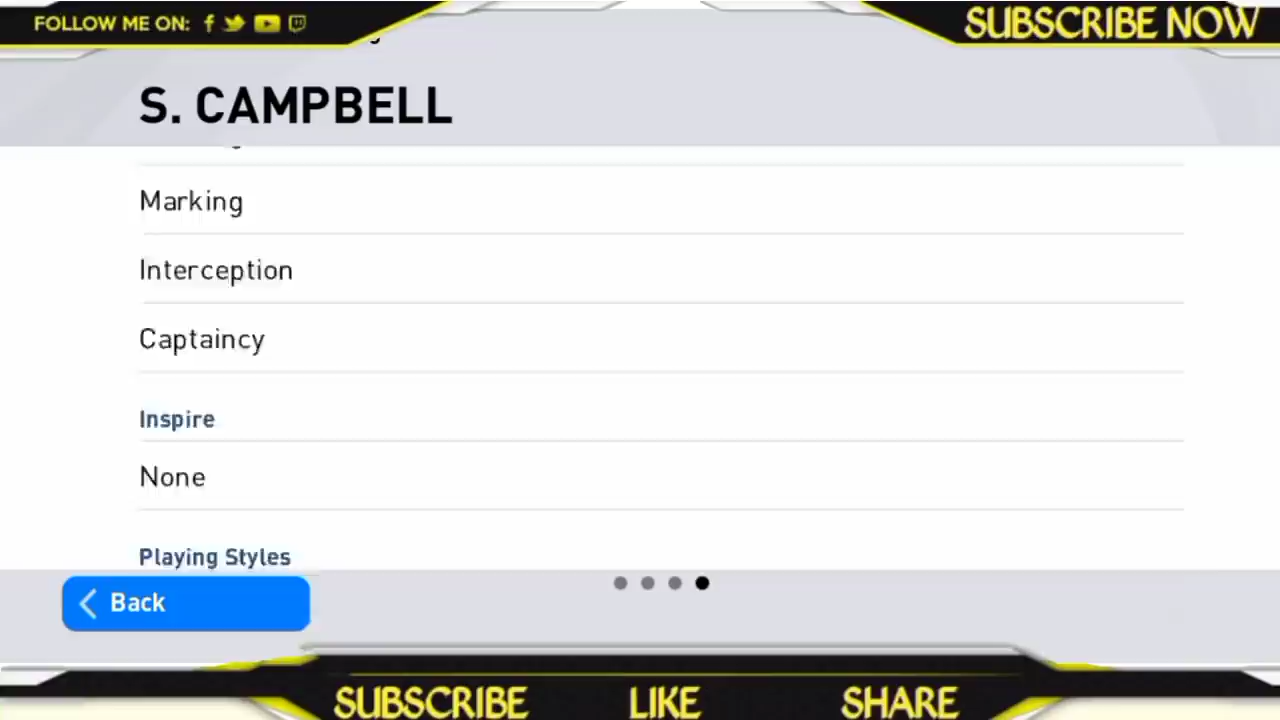 FOLLOW ME ON:
SUBSCRIBE NOW
S. CAMPBELL
Marking
Interception
Captaincy
Inspire
None
Playing Styles
Back
SUBSCRIBE LIKE SHARE